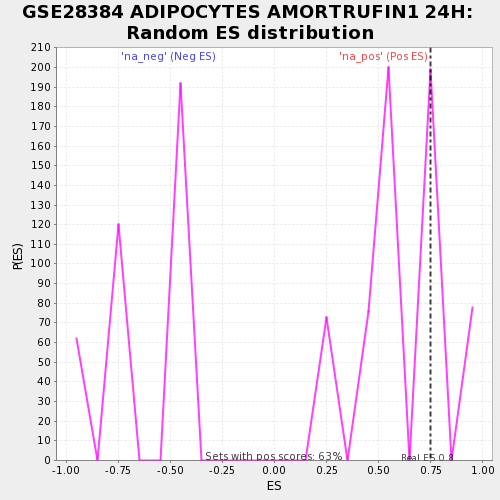 GSE28384 ADIPOCYTES AMORTRUFIN1 24H:
Random ES distribution
'na_neg' (Neg ES) 'na_pos' (Pos ES)
210
200
190
180
170
160
150
140
130
120
110
100
90
80
70
60
50
40
30
20
10
0
P(ES)
Sets with pos scores: 63%
Real ES 0.8
-1.00 -0.75 -0.50 -0.25 0.00 0.25 0.50 0.75 1.00
ES